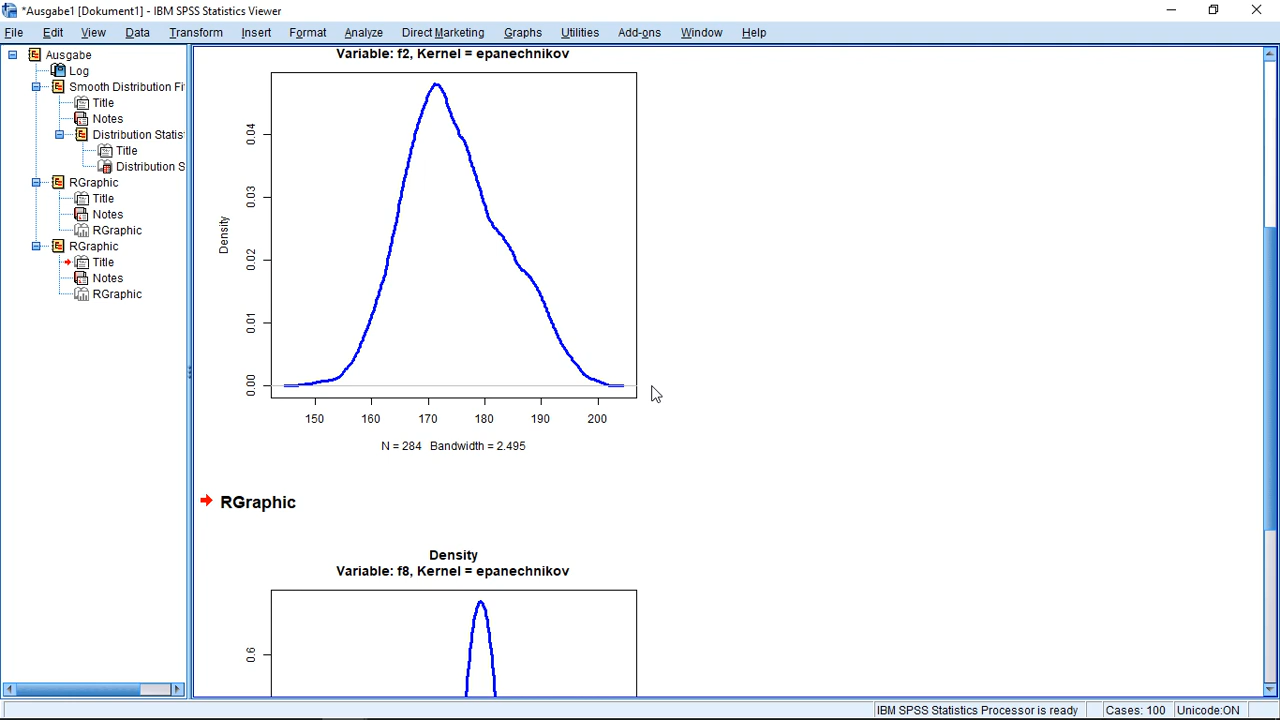 *Ausgabe1 [Dokument1] - IBM SPSS Statistics Viewer
File Edit View Data Transform Insert Format Analyze Direct Marketing Graphs Utilities Add-ons Window Help
Ausgabe
Log
Smooth Distribution Fi
Title
Notes
Distribution Statis
Title
Distribution S
RGraphic
Title
Notes
RGraphic
RGraphic
Title
Notes
RGraphic
Variable: f2, Kernel = epanechnikov
Density
0.04
0.03
0.02
0.01
0.00
150 160 170 180 190 200
N = 284 Bandwidth = 2.495
RGraphic
Density
Variable: f8, Kernel = epanechnikov
0.6
IBM SPSS Statistics Processor is ready Cases: 100 Unicode:ON